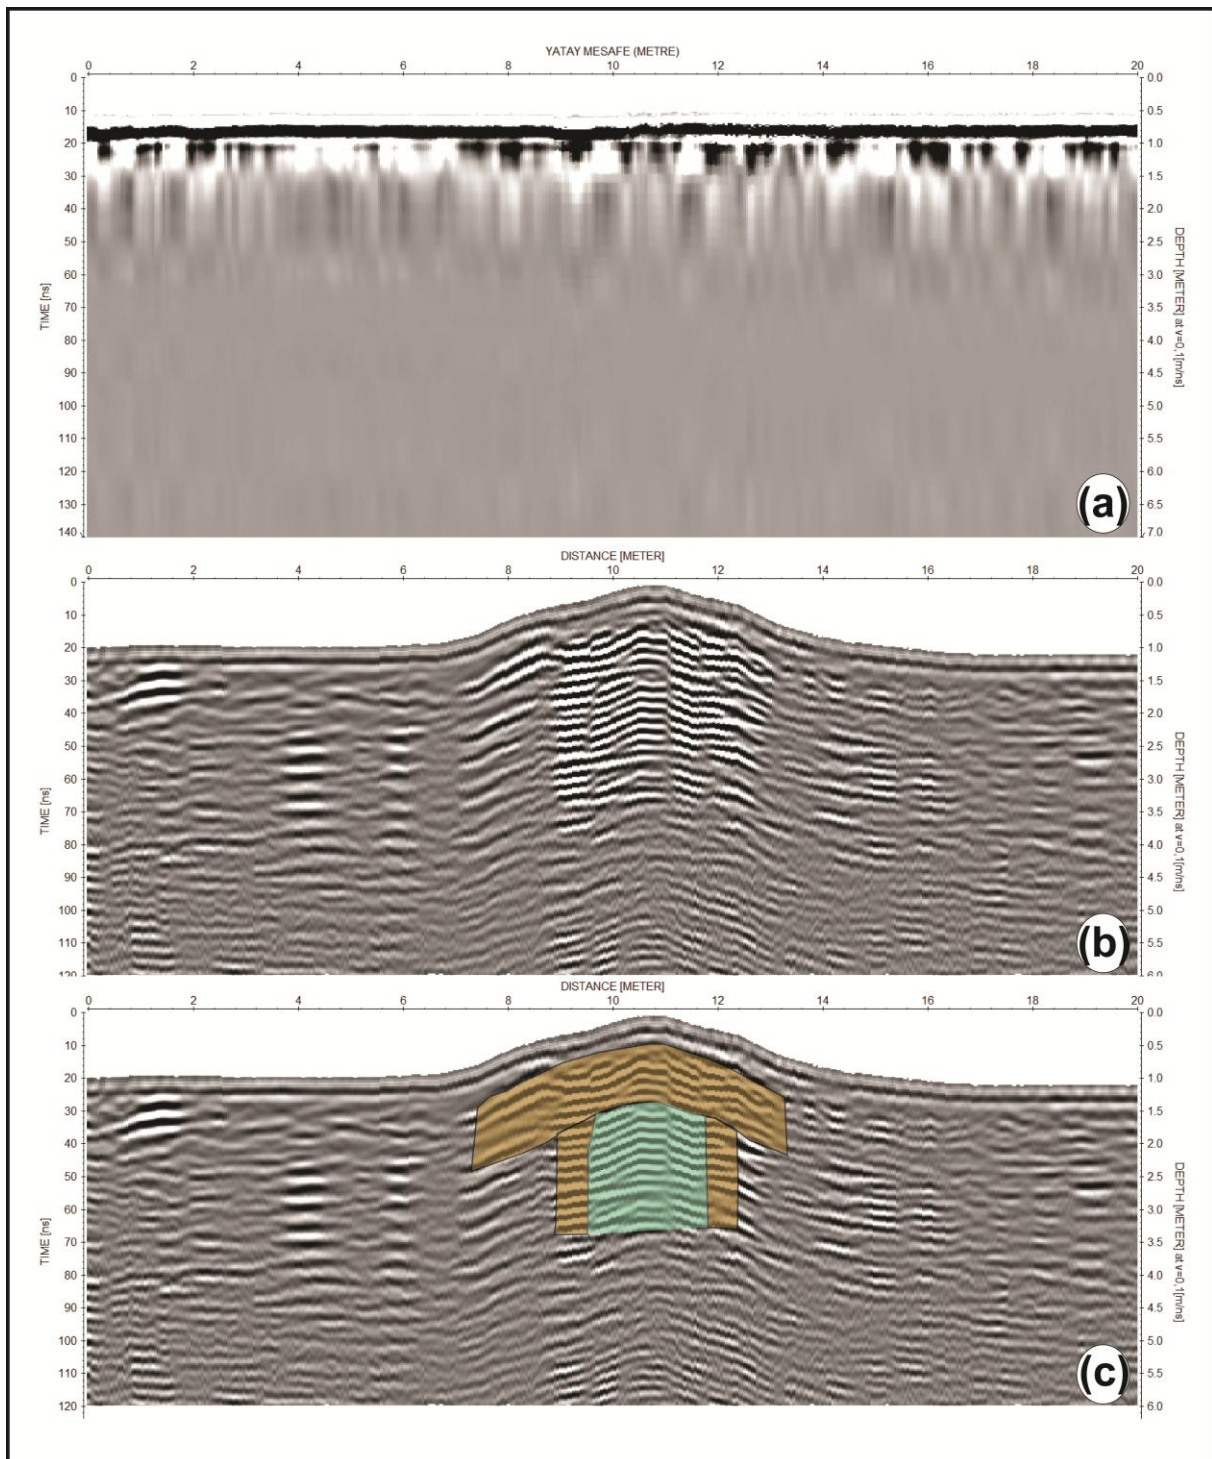 YATAY MESAFE (METRE)
0 2 4 6 8 10 12 14 16 18 20
0 0.0
10 0.5
20 1.0
30 1.5
40 2.0
50 2.5
60 3.0
70 3.5
80 4.0
90 4.5
100 5.0
110 5.5
120 6.0
130 6.5
140 7.0
TIME [ns]
DEPTH [METER] at v=0,1[m/ns]
(a)
DISTANCE [METER]
0 2 4 6 8 10 12 14 16 18 20
0 0.0
10 0.5
20 1.0
30 1.5
40 2.0
50 2.5
60 3.0
70 3.5
80 4.0
90 4.5
100 5.0
110 5.5
120 6.0
TIME [ns]
DEPTH [METER] at v=0,1[m/ns]
(b)
DISTANCE [METER]
0 2 4 6 8 10 12 14 16 18 20
0 0.0
10 0.5
20 1.0
30 1.5
40 2.0
50 2.5
60 3.0
70 3.5
80 4.0
90 4.5
100 5.0
110 5.5
120 6.0
TIME [ns]
DEPTH [METER] at v=0,1[m/ns]
(c)